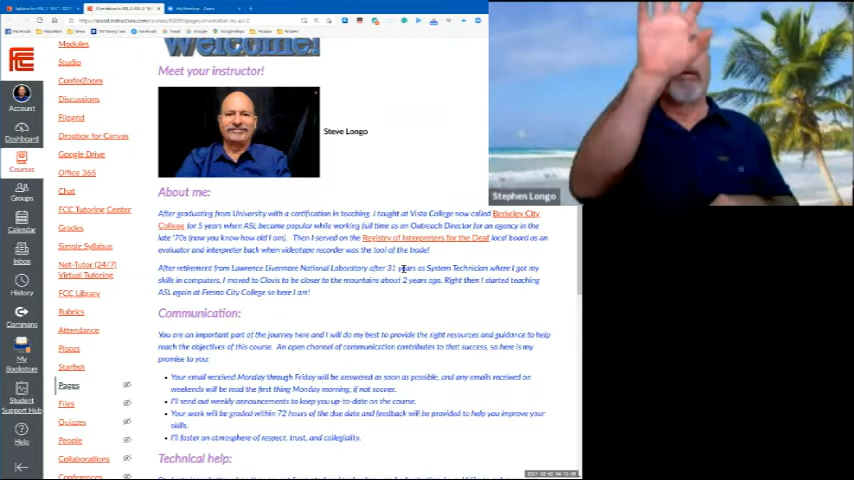 Welcome!
Meet your instructor!
Steve Longo
About me:
After graduating from University with a certification in teaching, I taught at Vista College now called Berkeley City
College for 5 years when ASL became popular while working full time as an Outreach Director for an agency in the
late '70s (now you know how old I am). Then I served on the Registry of Interpreters for the Deaf local board as an
evaluator and interpreter back when videotape recorder was the tool of the trade!
After retirement from Lawrence Livermore National Laboratory after 31 years as System Technician where I got my
skills in computers, I moved to Clovis to be closer to the mountains about 2 years ago. Right then I started teaching
ASL again at Fresno City College so here I am!
Communication:
You are an important part of the journey here and I will do my best to provide the right resources and guidance to help
reach the objectives of this course. An open channel of communication contributes to that success, so here is my
promise to you:
Your email received Monday through Friday will be answered as soon as possible, and any emails received on
weekends will be read the first thing Monday morning, if not sooner.
I'll send out weekly announcements to keep you up-to-date on the course.
Your work will be graded within 72 hours of the due date and feedback will be provided to help you improve your
skills.
I'll foster an atmosphere of respect, trust, and collegiality.
Technical help:
Account
Dashboard
Courses
Groups
Calendar
Inbox
History
Commons
My
Bookstore
Student
Support Hub
Help
Modules
Studio
ConferZoom
Discussions
Flipgrid
Dropbox for Canvas
Google Drive
Office 365
Chat
FCC Tutoring Center
Grades
Simple Syllabus
Net-Tutor (24/7)
Virtual Tutoring
FCC Library
Rubrics
Attendance
Places
Starfish
Pages
Files
Quizzes
People
Collaborations
Conferences
Stephen Longo